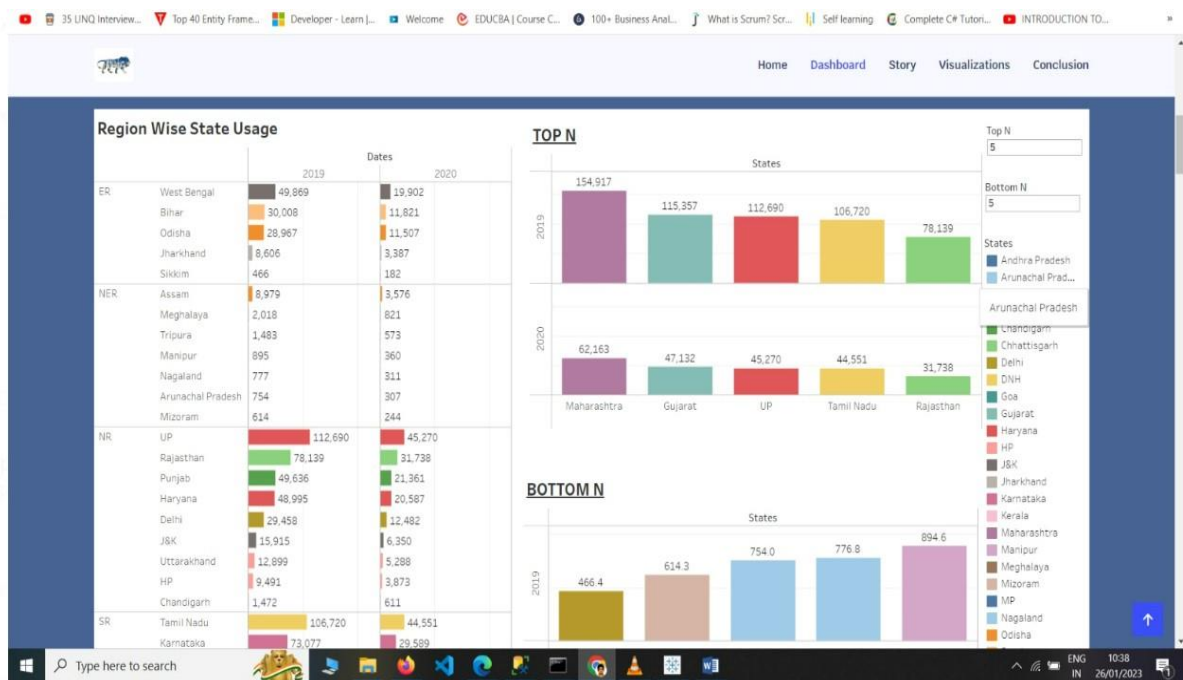 35 LINQ Interview... Top 40 Entity Frame... Developer - Learn |... Welcome EDUCBA | Course C... 100+ Business Anal... What is Scrum? Scr... Self learning Complete C# Tutori... INTRODUCTION TO... »
Home Dashboard Story Visualizations Conclusion
Region Wise State Usage
Dates
2019 2020
ER West Bengal 49,869 19,902
Bihar 30,008 11,821
Odisha 28,967 11,507
Jharkhand 8,606 3,387
Sikkim 466 182
NER Assam 8,979 3,576
Meghalaya 2,018 821
Tripura 1,483 573
Manipur 895 360
Nagaland 777 311
Arunachal Pradesh 754 307
Mizoram 614 244
NR UP 112,690 45,270
Rajasthan 78,139 31,738
Punjab 49,636 21,361
Haryana 48,995 20,587
Delhi 29,458 12,482
J&K 15,915 6,350
Uttarakhand 12,899 5,288
HP 9,491 3,873
Chandigarh 1,472 611
SR Tamil Nadu 106,720 44,551
Karnataka 73,077 29,589
TOP N
States
2019
154,917 115,357 112,690 106,720 78,139
2020
62,163 47,132 45,270 44,551 31,738
Maharashtra Gujarat UP Tamil Nadu Rajasthan
BOTTOM N
States
2019
466.4 614.3 754.0 776.8 894.6
Top N
5
Bottom N
5
States
Andhra Pradesh
Arunachal Prad...
Arunachal Pradesh
Chandigarh
Chhattisgarh
Delhi
DNH
Goa
Gujarat
Haryana
HP
J&K
Jharkhand
Karnataka
Kerala
Maharashtra
Manipur
Meghalaya
Mizoram
MP
Nagaland
Odisha
Type here to search
ENG
IN
10:38
26/01/2023